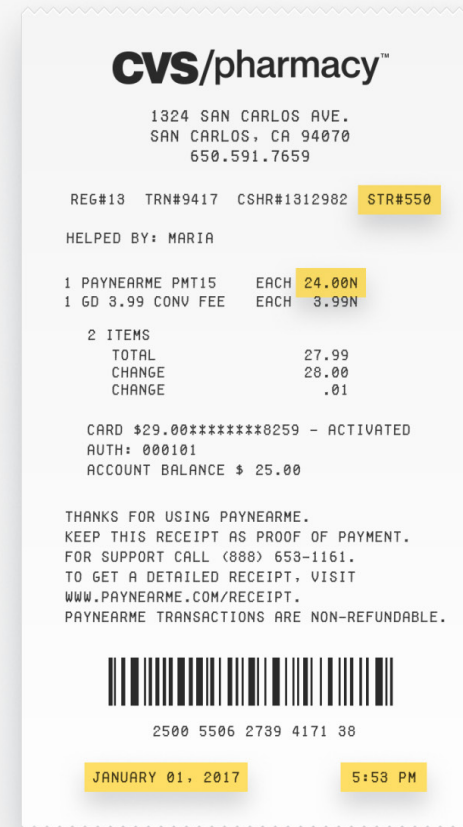 CVS/pharmacy™
1324 SAN CARLOS AVE.
SAN CARLOS, CA 94070
650.591.7659
REG#13 TRN#9417 CSHR#1312982 STR#550
HELPED BY: MARIA
1 PAYNEARME PMT15 EACH 24.00N
1 GD 3.99 CONV FEE EACH 3.99N
2 ITEMS
TOTAL 27.99
CHANGE 28.00
CHANGE .01
CARD $29.00********8259 - ACTIVATED
AUTH: 000101
ACCOUNT BALANCE $ 25.00
THANKS FOR USING PAYNEARME.
KEEP THIS RECEIPT AS PROOF OF PAYMENT.
FOR SUPPORT CALL (888) 653-1161.
TO GET A DETAILED RECEIPT, VISIT
WWW.PAYNEARME.COM/RECEIPT.
PAYNEARME TRANSACTIONS ARE NON-REFUNDABLE.
2500 5506 2739 4171 38
JANUARY 01, 2017 5:53 PM